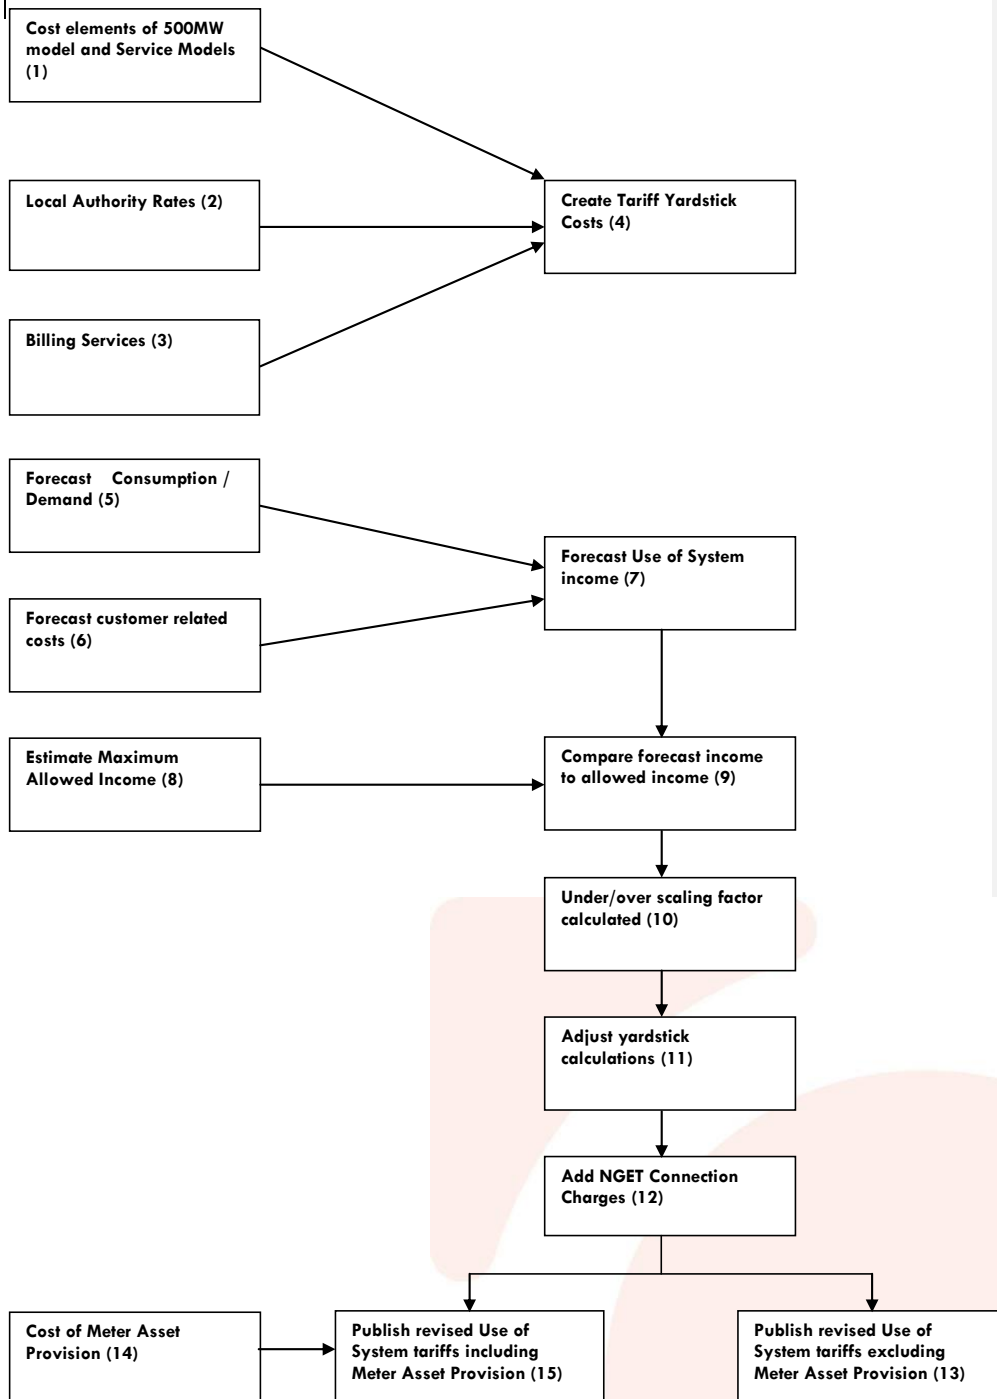 Cost elements of 500MW
model and Service Models
(1)
Local Authority Rates (2)
Create Tariff Yardstick
Costs (4)
Billing Services (3)
Forecast Consumption /
Demand (5)
Forecast Use of System
income (7)
Forecast customer related
costs (6)
Estimate Maximum
Allowed Income (8)
Compare forecast income
to allowed income (9)
Under/over scaling factor
calculated (10)
Adjust yardstick
calculations (11)
Add NGET Connection
Charges (12)
Cost of Meter Asset
Provision (14)
Publish revised Use of
System tariffs including
Meter Asset Provision (15)
Publish revised Use of
System tariffs excluding
Meter Asset Provision (13)